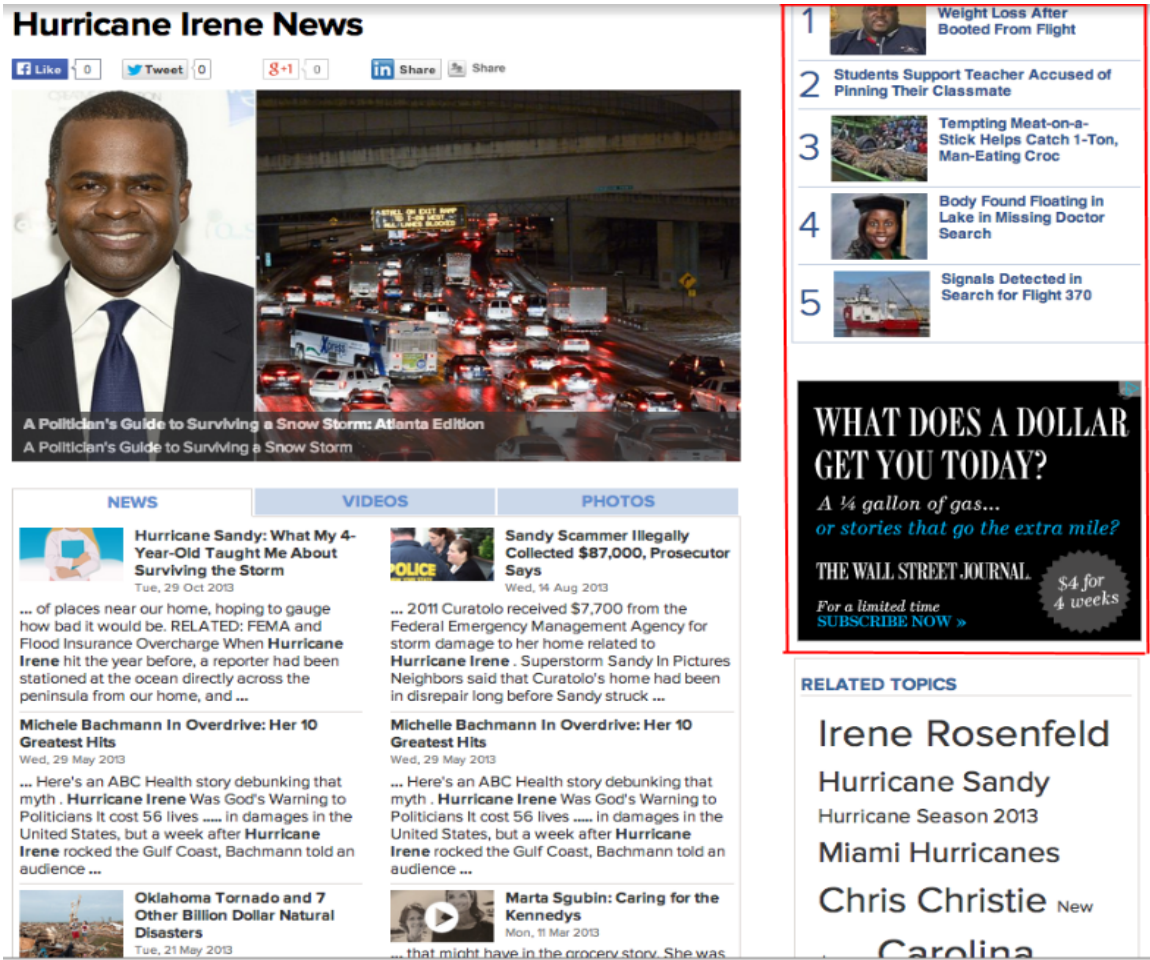 Hurricane Irene News
Like 0
Tweet 0
g+1 0
in Share
Share
STALL ON EXIT RAMP
TO I-20 WEST
ALL LANES BLOCKED
Xpress
A Politician's Guide to Surviving a Snow Storm: Atlanta Edition
A Politician's Guide to Surviving a Snow Storm
NEWS
VIDEOS
PHOTOS
Hurricane Sandy: What My 4-
Year-Old Taught Me About
Surviving the Storm
Tue, 29 Oct 2013
... of places near our home, hoping to gauge
how bad it would be. RELATED: FEMA and
Flood Insurance Overcharge When Hurricane
Irene hit the year before, a reporter had been
stationed at the ocean directly across the
peninsula from our home, and ...
Michele Bachmann In Overdrive: Her 10
Greatest Hits
Wed, 29 May 2013
... Here's an ABC Health story debunking that
myth . Hurricane Irene Was God's Warning to
Politicians It cost 56 lives ..... in damages in the
United States, but a week after Hurricane
Irene rocked the Gulf Coast, Bachmann told an
audience ...
Oklahoma Tornado and 7
Other Billion Dollar Natural
Disasters
Tue, 21 May 2013
POLICE
Sandy Scammer Illegally
Collected $87,000, Prosecutor
Says
Wed, 14 Aug 2013
... 2011 Curatolo received $7,700 from the
Federal Emergency Management Agency for
storm damage to her home related to
Hurricane Irene . Superstorm Sandy In Pictures
Neighbors said that Curatolo's home had been
in disrepair long before Sandy struck ...
Michelle Bachmann In Overdrive: Her 10
Greatest Hits
Wed, 29 May 2013
... Here's an ABC Health story debunking that
myth . Hurricane Irene Was God's Warning to
Politicians It cost 56 lives ..... in damages in the
United States, but a week after Hurricane
Irene rocked the Gulf Coast, Bachmann told an
audience ...
Marta Sgubin: Caring for the
Kennedys
Mon, 11 Mar 2013
... that might have in the grocery story. She was
1
Weight Loss After
Booted From Flight
2
Students Support Teacher Accused of
Pinning Their Classmate
3
Tempting Meat-on-a-
Stick Helps Catch 1-Ton,
Man-Eating Croc
4
Body Found Floating in
Lake in Missing Doctor
Search
5
Signals Detected in
Search for Flight 370
WHAT DOES A DOLLAR
GET YOU TODAY?
A ¼ gallon of gas...
or stories that go the extra mile?
THE WALL STREET JOURNAL.
$4 for
4 weeks
For a limited time
SUBSCRIBE NOW »
RELATED TOPICS
Irene Rosenfeld
Hurricane Sandy
Hurricane Season 2013
Miami Hurricanes
Chris Christie New
Carolina